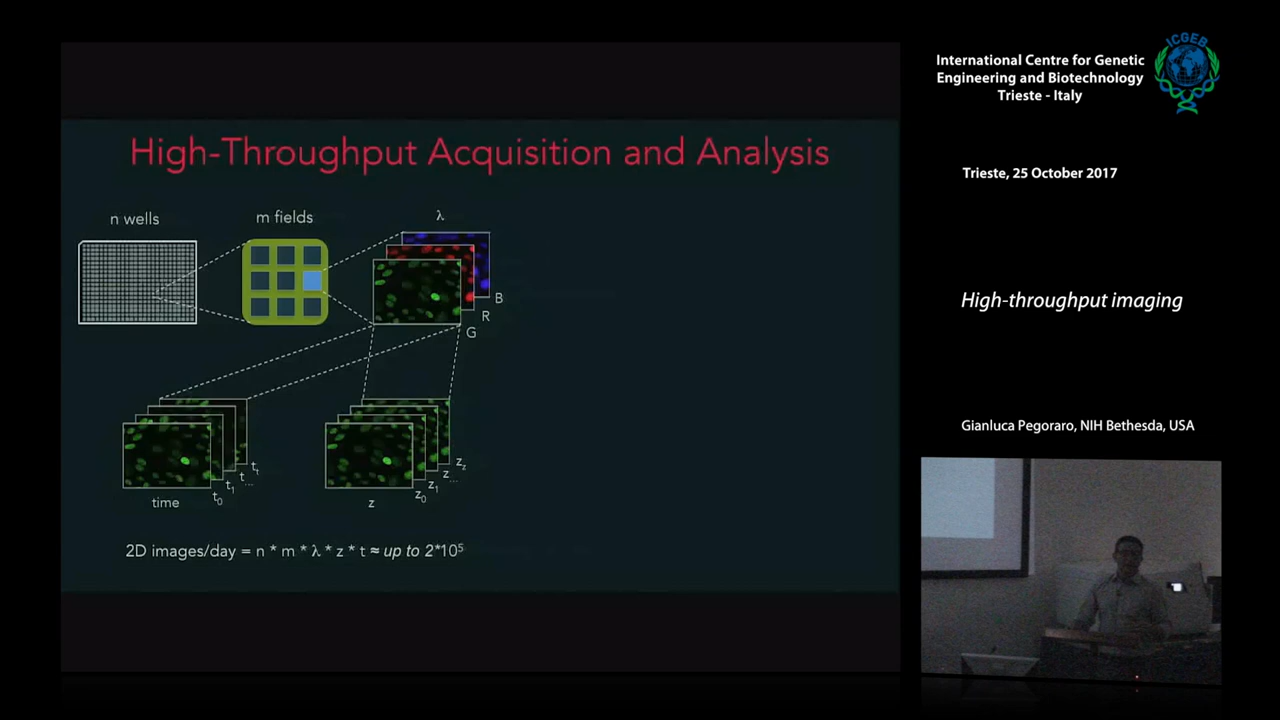 High-Throughput Acquisition and Analysis
n wells
m fields
λ
B
R
G
time
t0
t1
t...
tt
z
z0
z1
z...
zz
2D images/day = n * m * λ * z * t ≈ up to 2*10⁵
International Centre for Genetic
Engineering and Biotechnology
Trieste - Italy
ICGEB
Trieste, 25 October 2017
High-throughput imaging
Gianluca Pegoraro, NIH Bethesda, USA